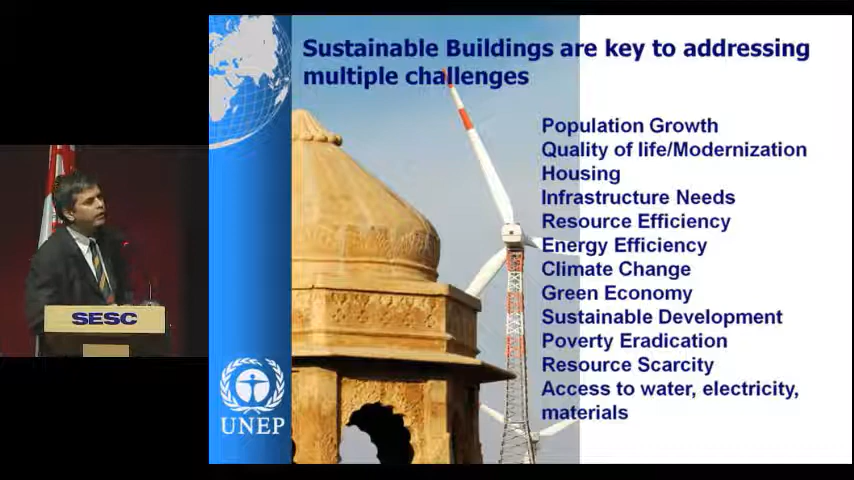 Sustainable Buildings are key to addressing
multiple challenges
Population Growth
Quality of life/Modernization
Housing
Infrastructure Needs
Resource Efficiency
Energy Efficiency
Climate Change
Green Economy
Sustainable Development
Poverty Eradication
Resource Scarcity
Access to water, electricity,
materials
SESC
UNEP